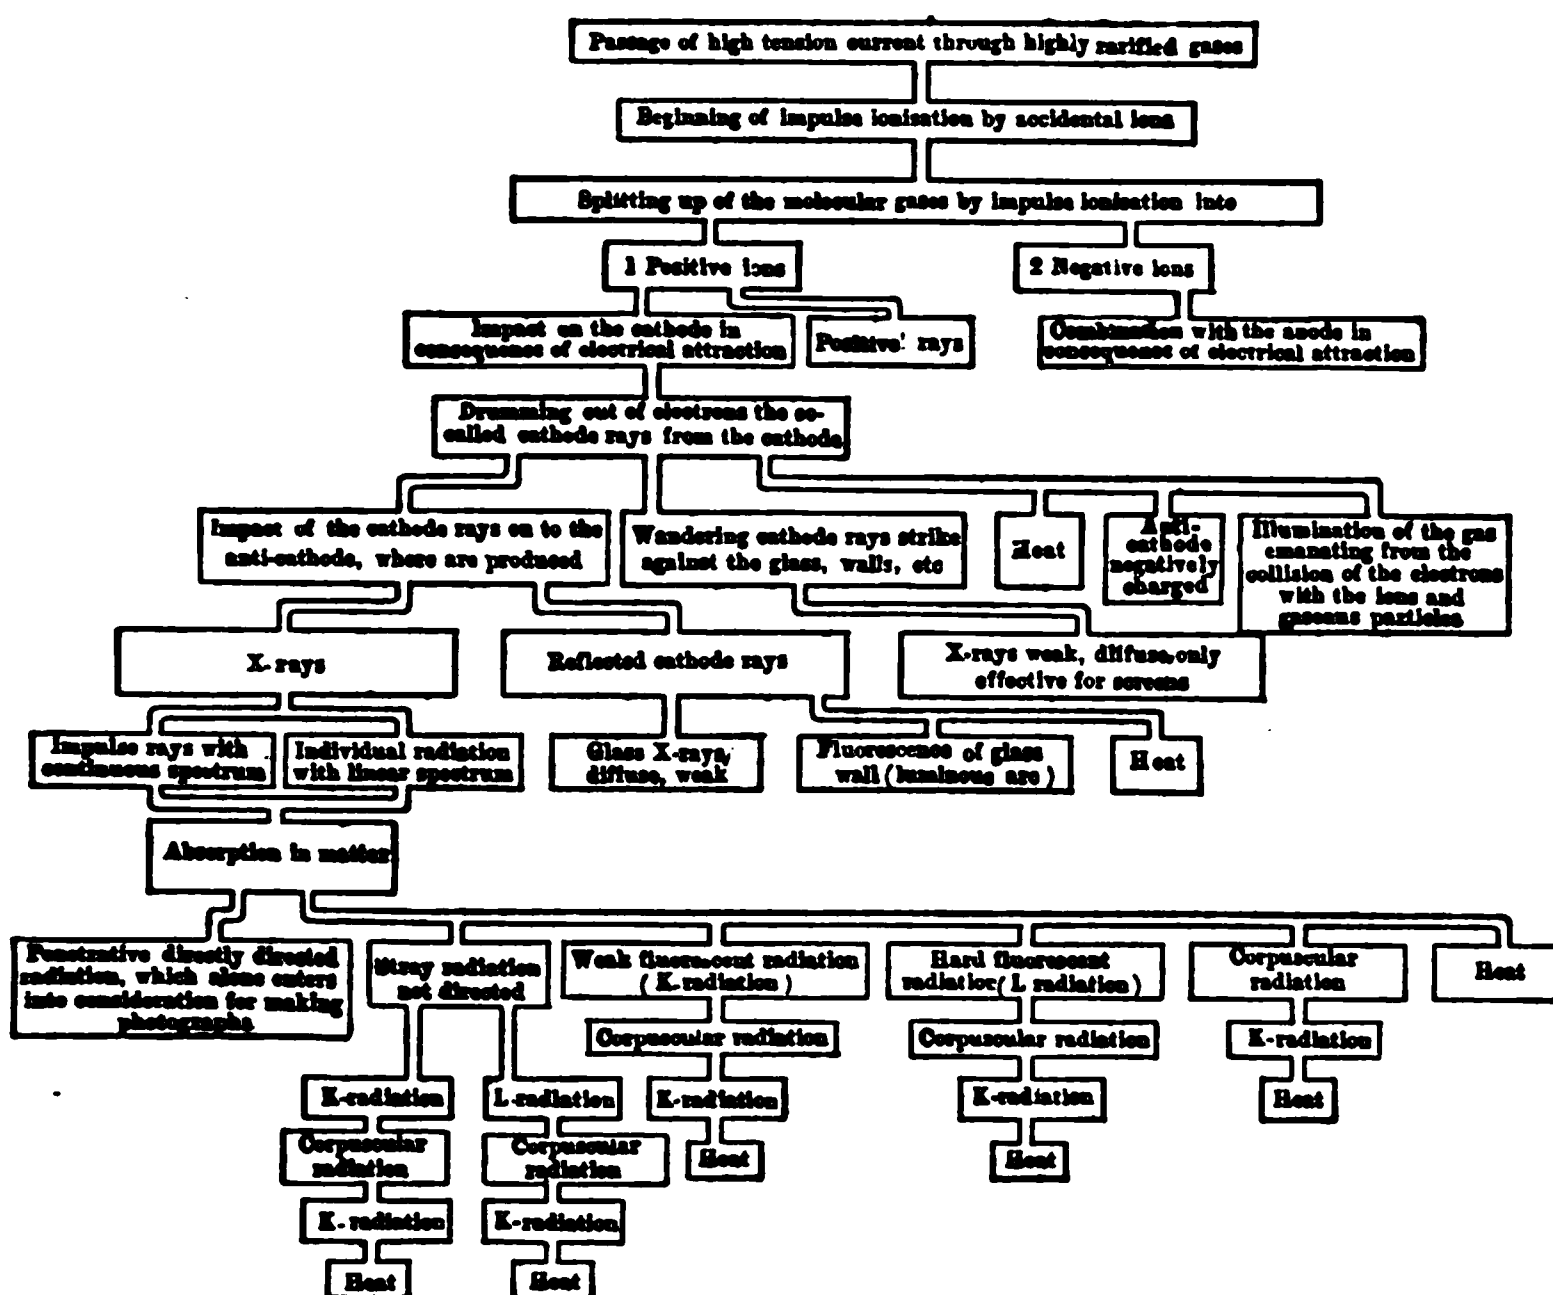 Passage of high tension current through highly rarified gases
Beginning of impulse ionisation by accidental ions
Splitting up of the molecular gases by impulse ionisation into
1 Positive ions
2 Negative ions
Impact on the cathode in
consequence of electrical attraction
Positive rays
Combination with the anode in
consequence of electrical attraction
Drumming out of electrons the so-
called cathode rays from the cathode
Impact of the cathode rays on to the
anti-cathode, where are produced
Wandering cathode rays strike
against the glass, walls, etc
Heat
Anti-
cathode
negatively
charged
Illumination of the gas
emanating from the
collision of the electrons
with the ions and
gaseous particles
X-rays
Reflected cathode rays
X-rays weak, diffuse, only
effective for screens
Impulse rays with
continuous spectrum
Individual radiation
with linear spectrum
Glass X-rays,
diffuse, weak
Fluorescence of glass
wall (luminous arc)
Heat
Absorption in matter
Penetrative directly directed
radiation, which alone enters
into consideration for making
photographs
Stray radiation
not directed
Weak fluorescent radiation
(K-radiation)
Hard fluorescent
radiation (L radiation)
Corpuscular
radiation
Heat
Corpuscular radiation
Corpuscular radiation
K-radiation
K-radiation
L-radiation
K-radiation
K-radiation
Heat
Corpuscular
radiation
Corpuscular
radiation
Heat
Heat
K-radiation
K-radiation
Heat
Heat